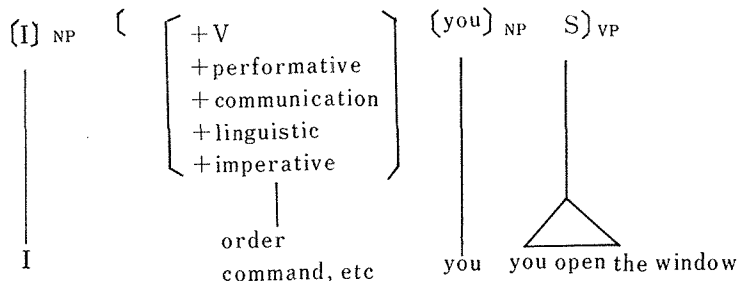 [I] NP [ +V [you] NP S] VP
+performative
+communication
+linguistic
+imperative
order
I you you open the window
command, etc